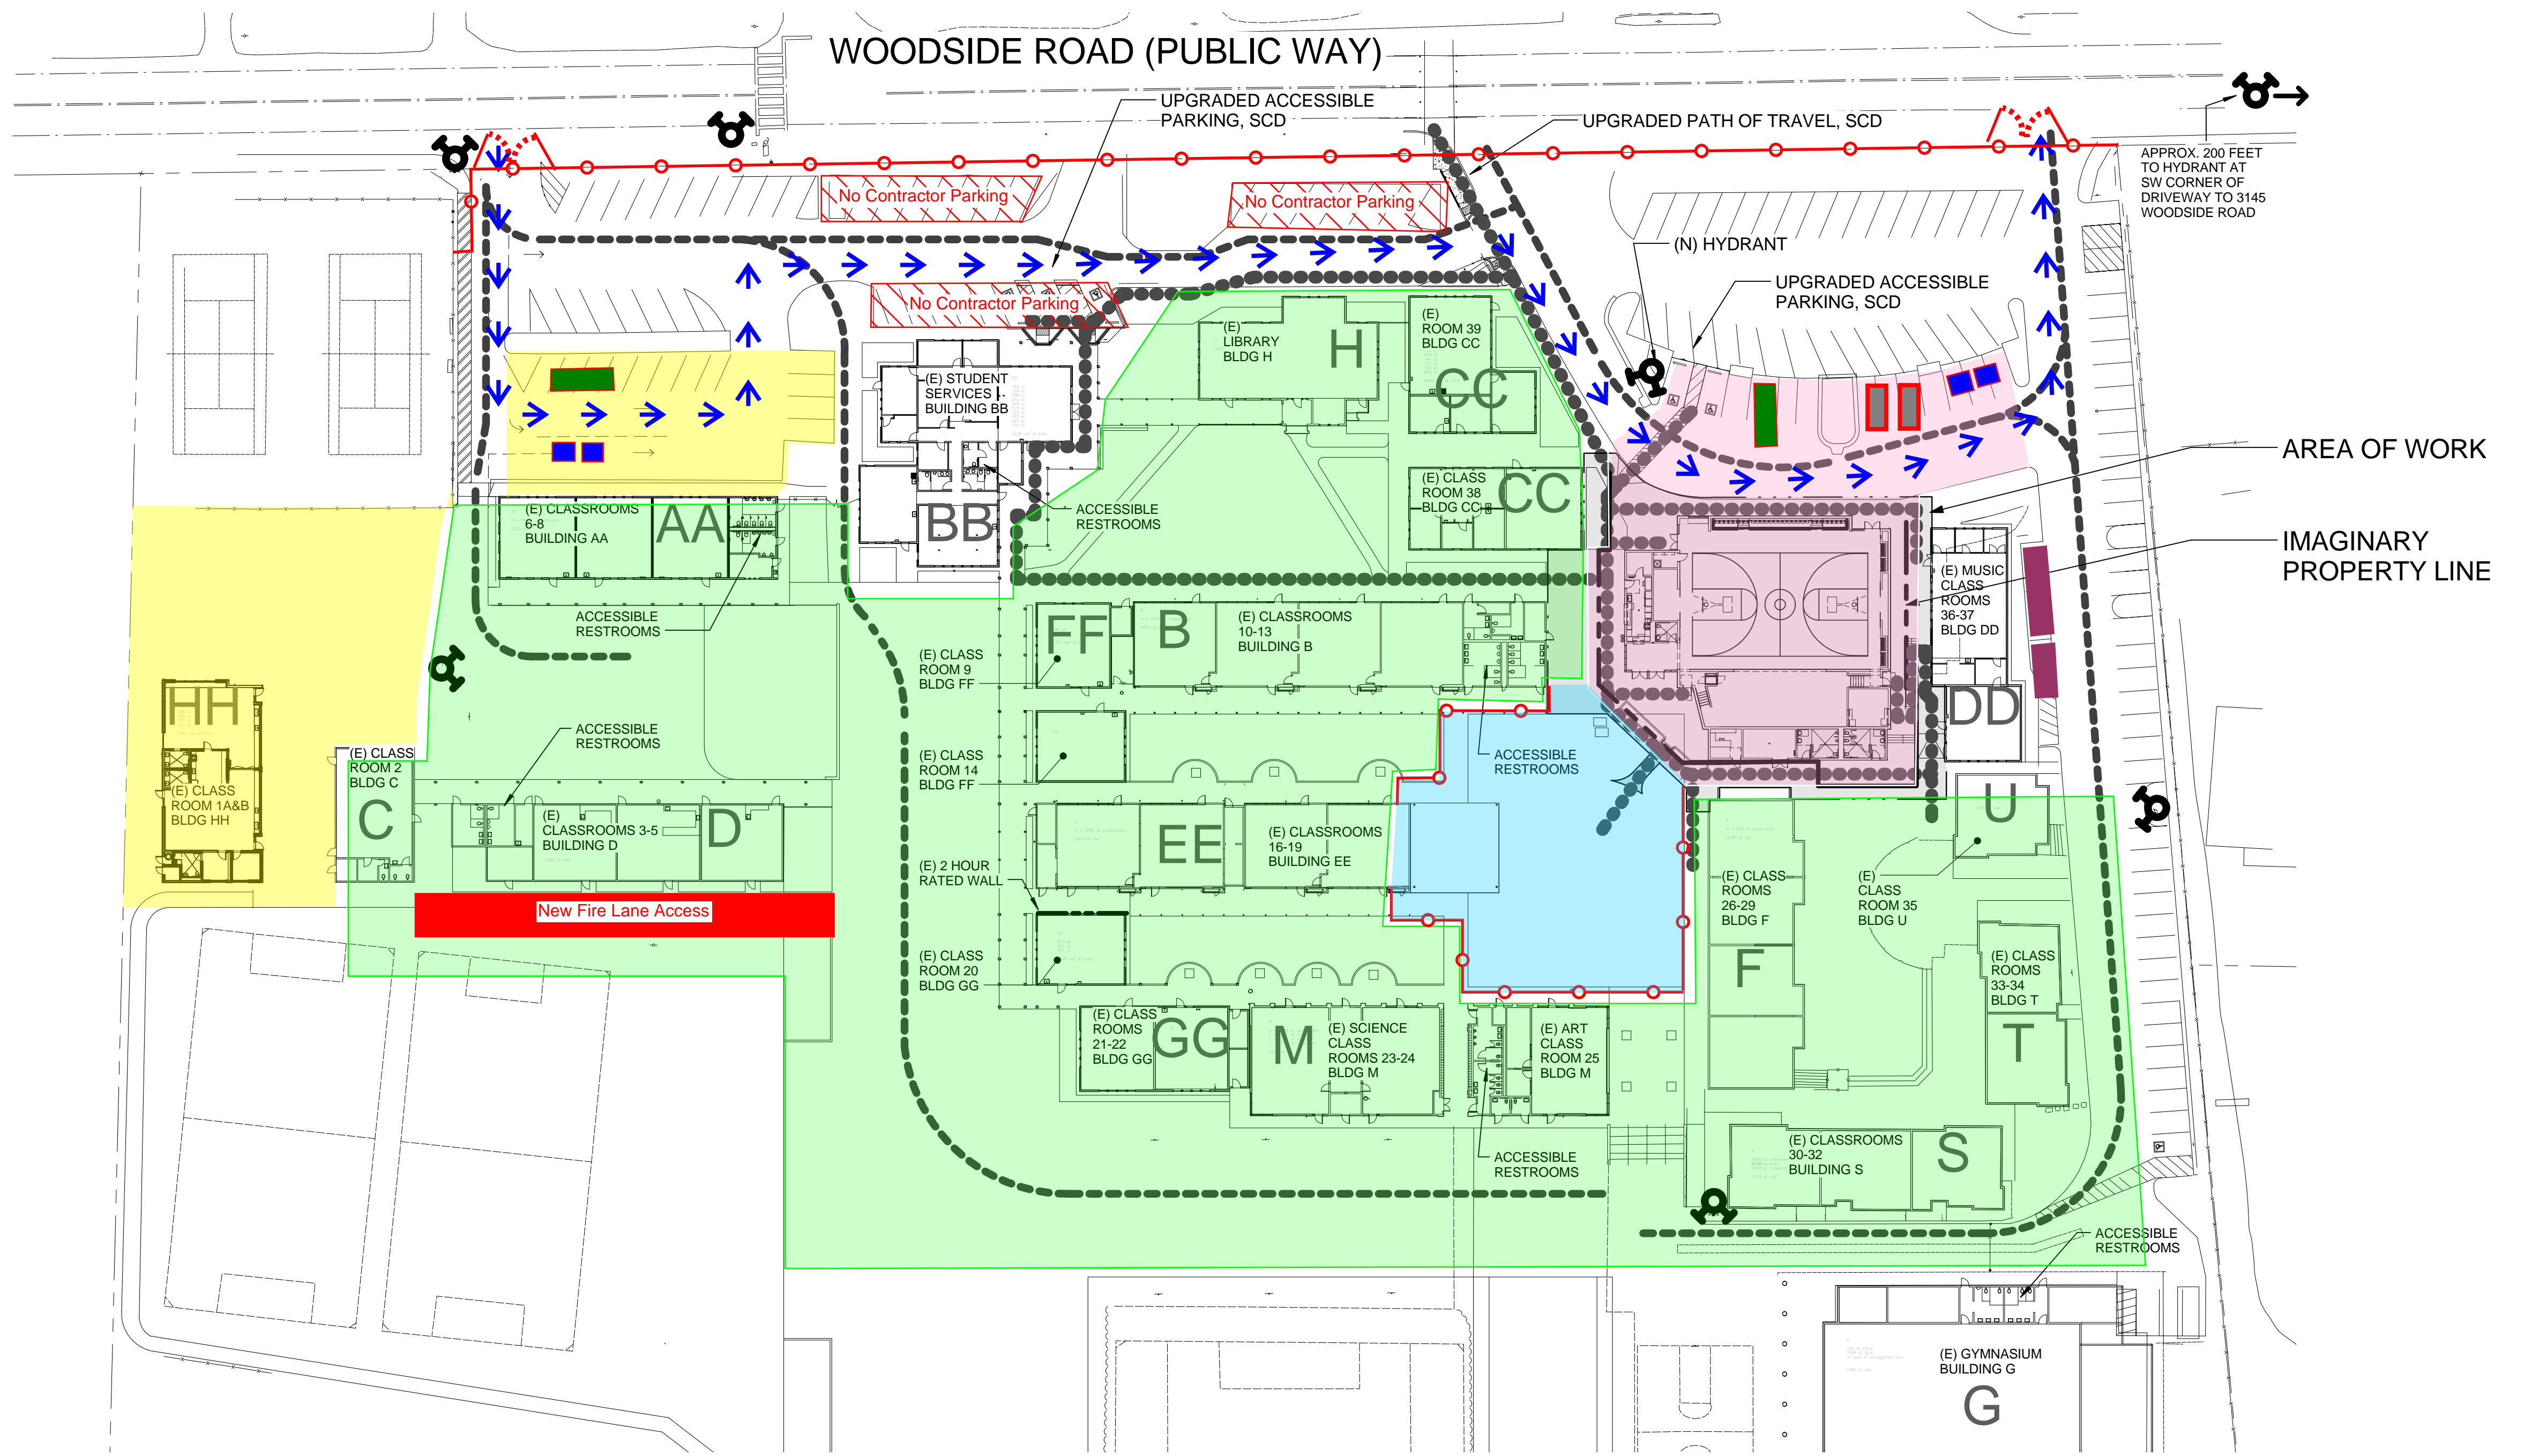 WOODSIDE ROAD (PUBLIC WAY)
UPGRADED ACCESSIBLE
PARKING, SCD
UPGRADED PATH OF TRAVEL, SCD
APPROX. 200 FEET
TO HYDRANT AT
SW CORNER OF
DRIVEWAY TO 3145
WOODSIDE ROAD
No Contractor Parking
No Contractor Parking
No Contractor Parking
(N) HYDRANT
UPGRADED ACCESSIBLE
PARKING, SCD
(E)
LIBRARY
BLDG H
H
(E)
ROOM 39
BLDG CC
CC
(E) STUDENT
SERVICES
BUILDING BB
BB
AREA OF WORK
IMAGINARY
PROPERTY LINE
(E) CLASS
ROOM 38
BLDG CC
CC
ACCESSIBLE
RESTROOMS
(E) CLASSROOMS
6-8
BUILDING AA
AA
ACCESSIBLE
RESTROOMS
(E) MUSIC
CLASS
ROOMS
36-37
BLDG DD
DD
FF
B
(E) CLASSROOMS
10-13
BUILDING B
(E) CLASS
ROOM 9
BLDG FF
HH
(E) CLASS
ROOM 1A&B
BLDG HH
(E) CLASS
ROOM 2
BLDG C
C
ACCESSIBLE
RESTROOMS
(E)
CLASSROOMS 3-5
BUILDING D
D
(E) CLASS
ROOM 14
BLDG FF
ACCESSIBLE
RESTROOMS
EE
(E) CLASSROOMS
16-19
BUILDING EE
(E) 2 HOUR
RATED WALL
New Fire Lane Access
(E) CLASS
ROOM 20
BLDG GG
(E) CLASS
ROOMS
26-29
BLDG F
F
(E)
CLASS
ROOM 35
BLDG U
U
(E) CLASS
ROOMS
33-34
BLDG T
T
(E) CLASS
ROOMS
21-22
BLDG GG
GG
M
(E) SCIENCE
CLASS
ROOMS 23-24
BLDG M
(E) ART
CLASS
ROOM 25
BLDG M
ACCESSIBLE
RESTROOMS
(E) CLASSROOMS
30-32
BUILDING S
S
ACCESSIBLE
RESTROOMS
(E) GYMNASIUM
BUILDING G
G